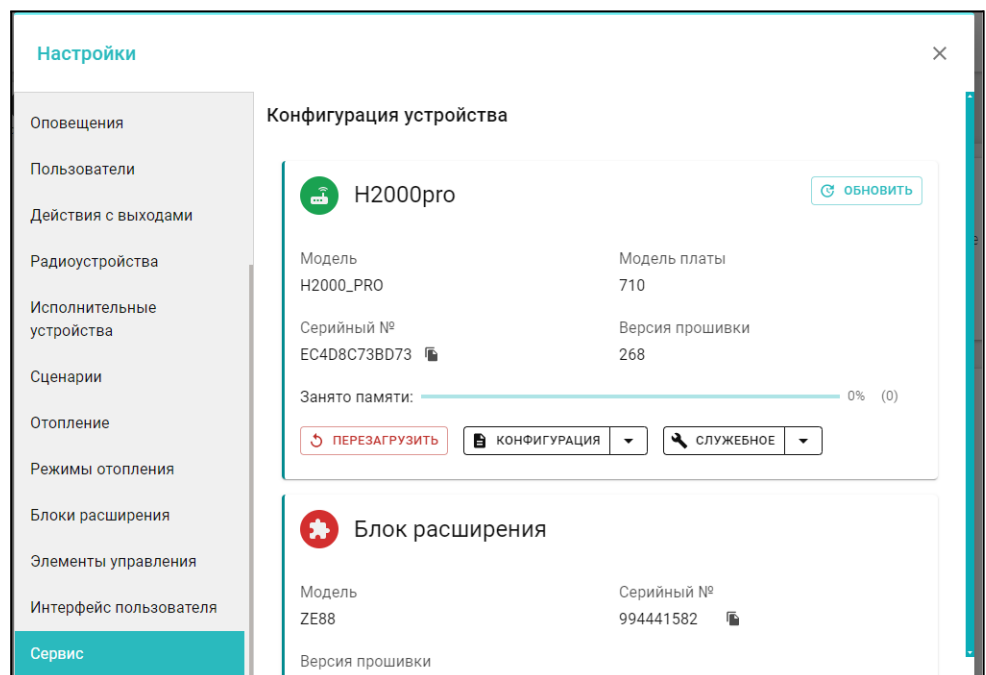 Настройки
Оповещения
Пользователи
Действия с выходами
Радиоустройства
Исполнительные
устройства
Сценарии
Отопление
Режимы отопления
Блоки расширения
Элементы управления
Интерфейс пользователя
Сервис
Конфигурация устройства
H2000pro
ОБНОВИТЬ
Модель
Модель платы
H2000_PRO
710
Серийный №
Версия прошивки
EC4D8C73BD73
268
Занято памяти: 0% (0)
ПЕРЕЗАГРУЗИТЬ
КОНФИГУРАЦИЯ
СЛУЖЕБНОЕ
Блок расширения
Модель
Серийный №
ZE88
994441582
Версия прошивки